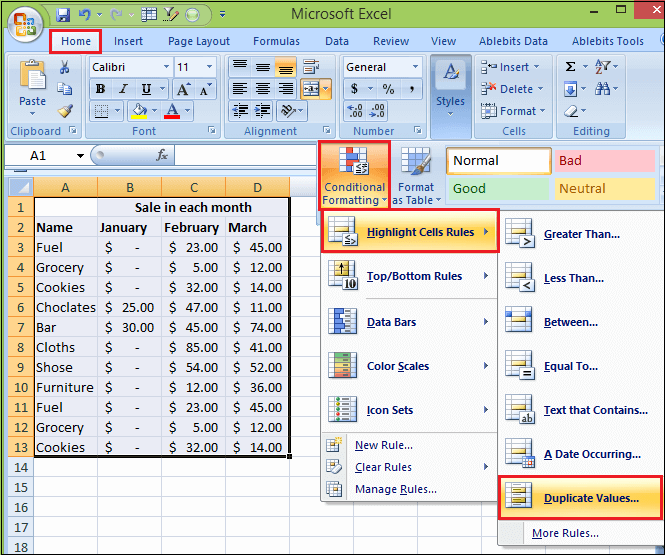 Microsoft Excel
Home Insert Page Layout Formulas Data Review View Ablebits Data Ablebits Tools
Paste
Clipboard
Calibri 11
B I U
A
Font
Alignment
General
$ % ,
.0 .00
.00 .0
Number
A
Styles
Insert
Delete
Format
Cells
Σ
Editing
A1
fx
Conditional Formatting
Format as Table
Normal Bad
Good Neutral
A B C D
1 Sale in each month
2 Name January February March
3 Fuel $ - $ 23.00 $ 45.00
4 Grocery $ - $ 5.00 $ 12.00
5 Cookies $ - $ 32.00 $ 14.00
6 Choclates $ 25.00 $ 47.00 $ 11.00
7 Bar $ 30.00 $ 45.00 $ 74.00
8 Cloths $ - $ 85.00 $ 41.00
9 Shose $ - $ 54.00 $ 52.00
10 Furniture $ - $ 12.00 $ 36.00
11 Fuel $ - $ 23.00 $ 45.00
12 Grocery $ - $ 5.00 $ 12.00
13 Cookies $ - $ 32.00 $ 14.00
14
15
16
17
18
Highlight Cells Rules
Top/Bottom Rules
10
Data Bars
Color Scales
Icon Sets
New Rule...
Clear Rules
Manage Rules...
Greater Than...
Less Than...
Between...
Equal To...
Text that Contains...
ab
A Date Occurring...
Duplicate Values...
More Rules...